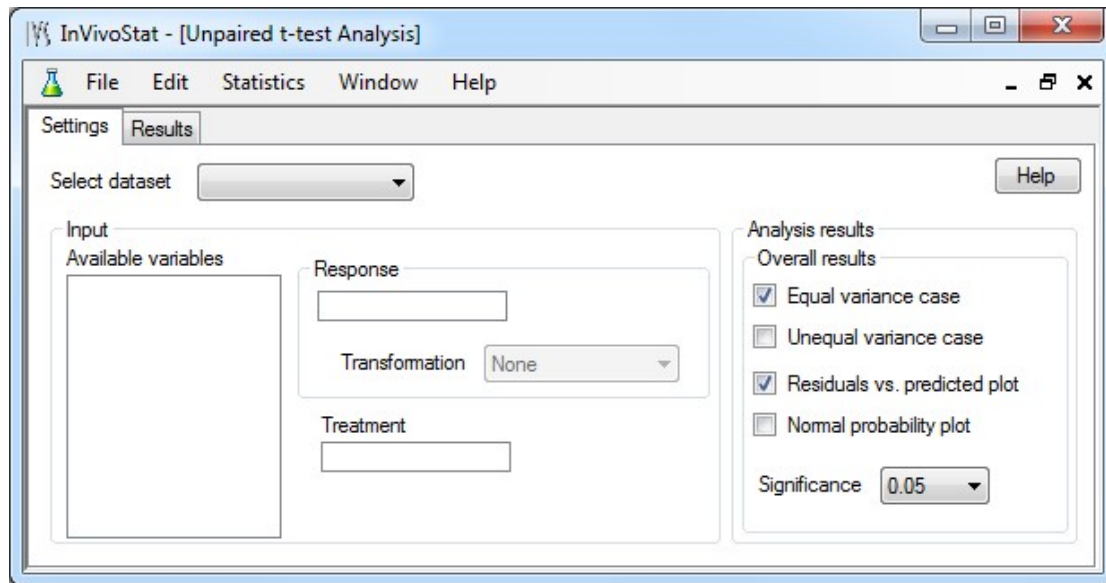 InVivoStat - [Unpaired t-test Analysis]
File Edit Statistics Window Help
Settings Results
Select dataset
Help
Input
Available variables
Response
Transformation None
Treatment
Analysis results
Overall results
Equal variance case
Unequal variance case
Residuals vs. predicted plot
Normal probability plot
Significance 0.05